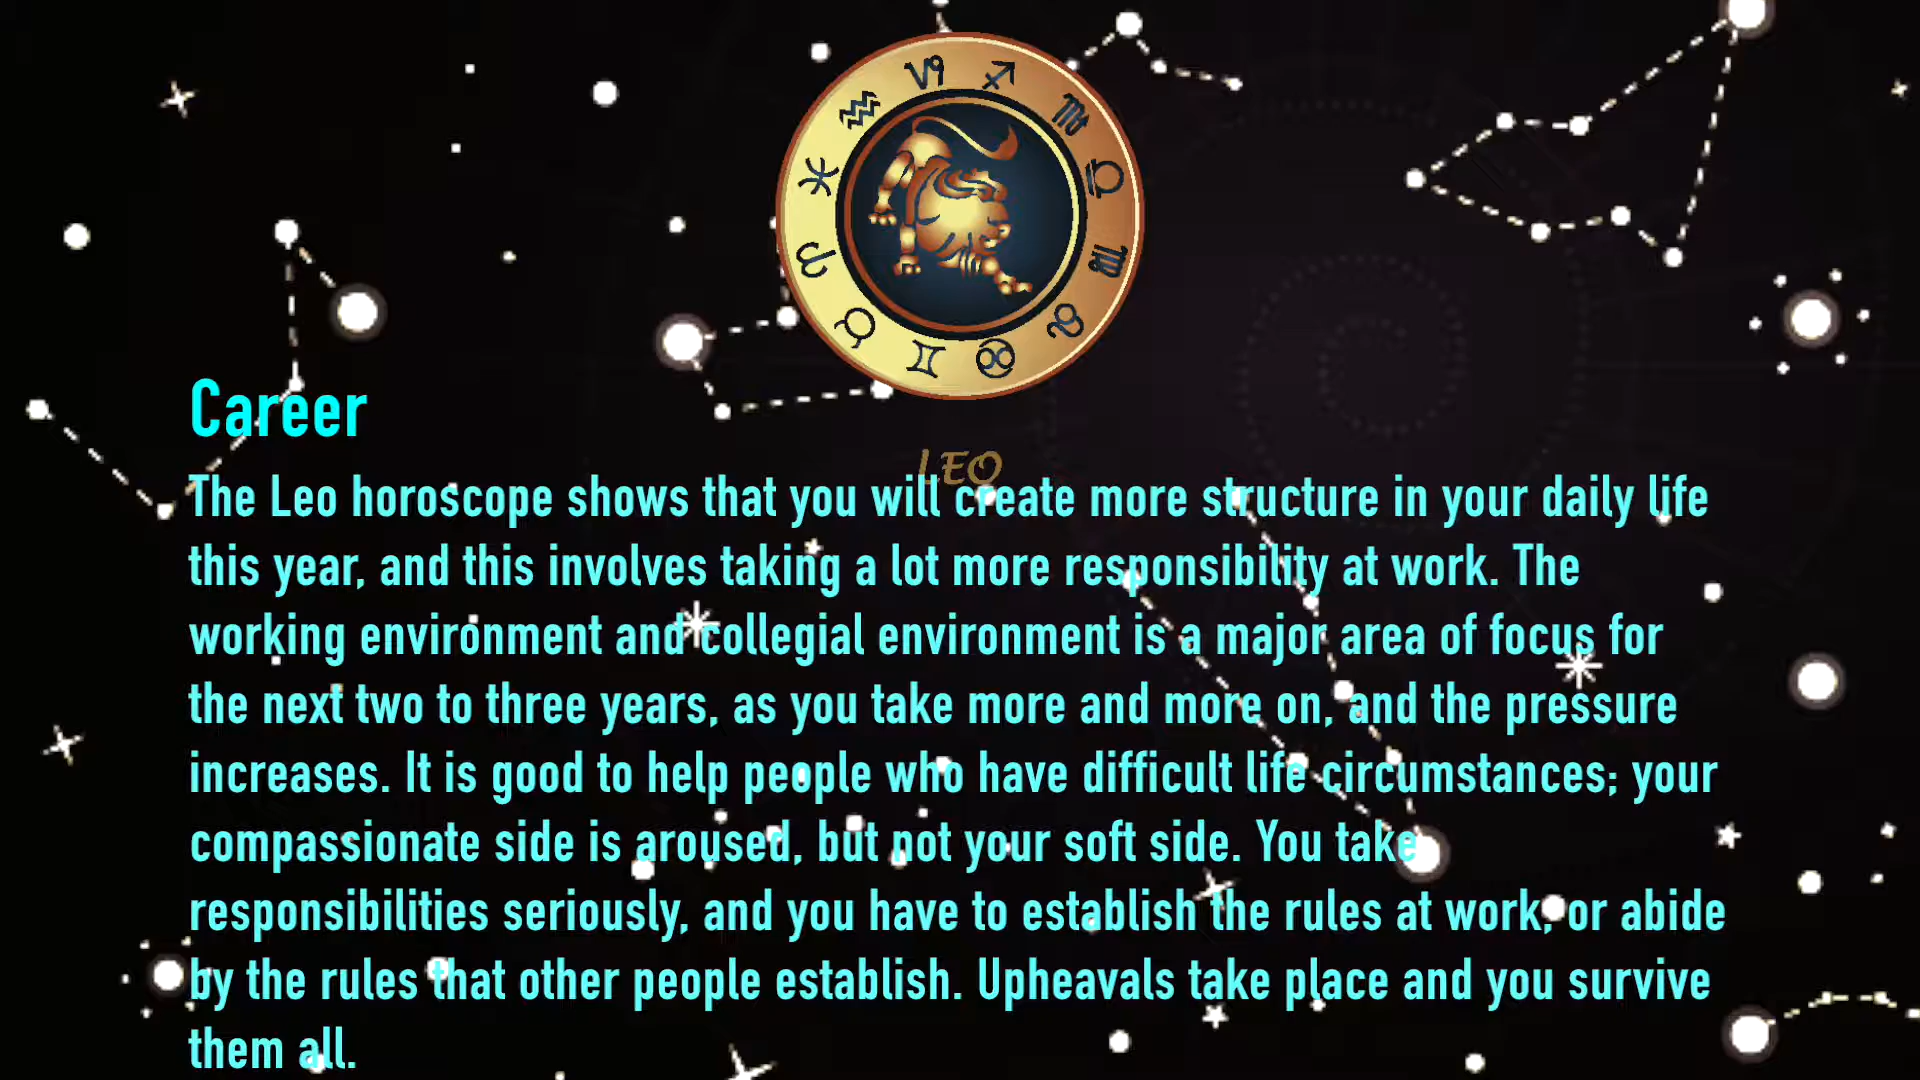 Career
LEO
The Leo horoscope shows that you will create more structure in your daily life
this year, and this involves taking a lot more responsibility at work. The
working environment and collegial environment is a major area of focus for
the next two to three years, as you take more and more on, and the pressure
increases. It is good to help people who have difficult life circumstances; your
compassionate side is aroused, but not your soft side. You take
responsibilities seriously, and you have to establish the rules at work, or abide
by the rules that other people establish. Upheavals take place and you survive
them all.